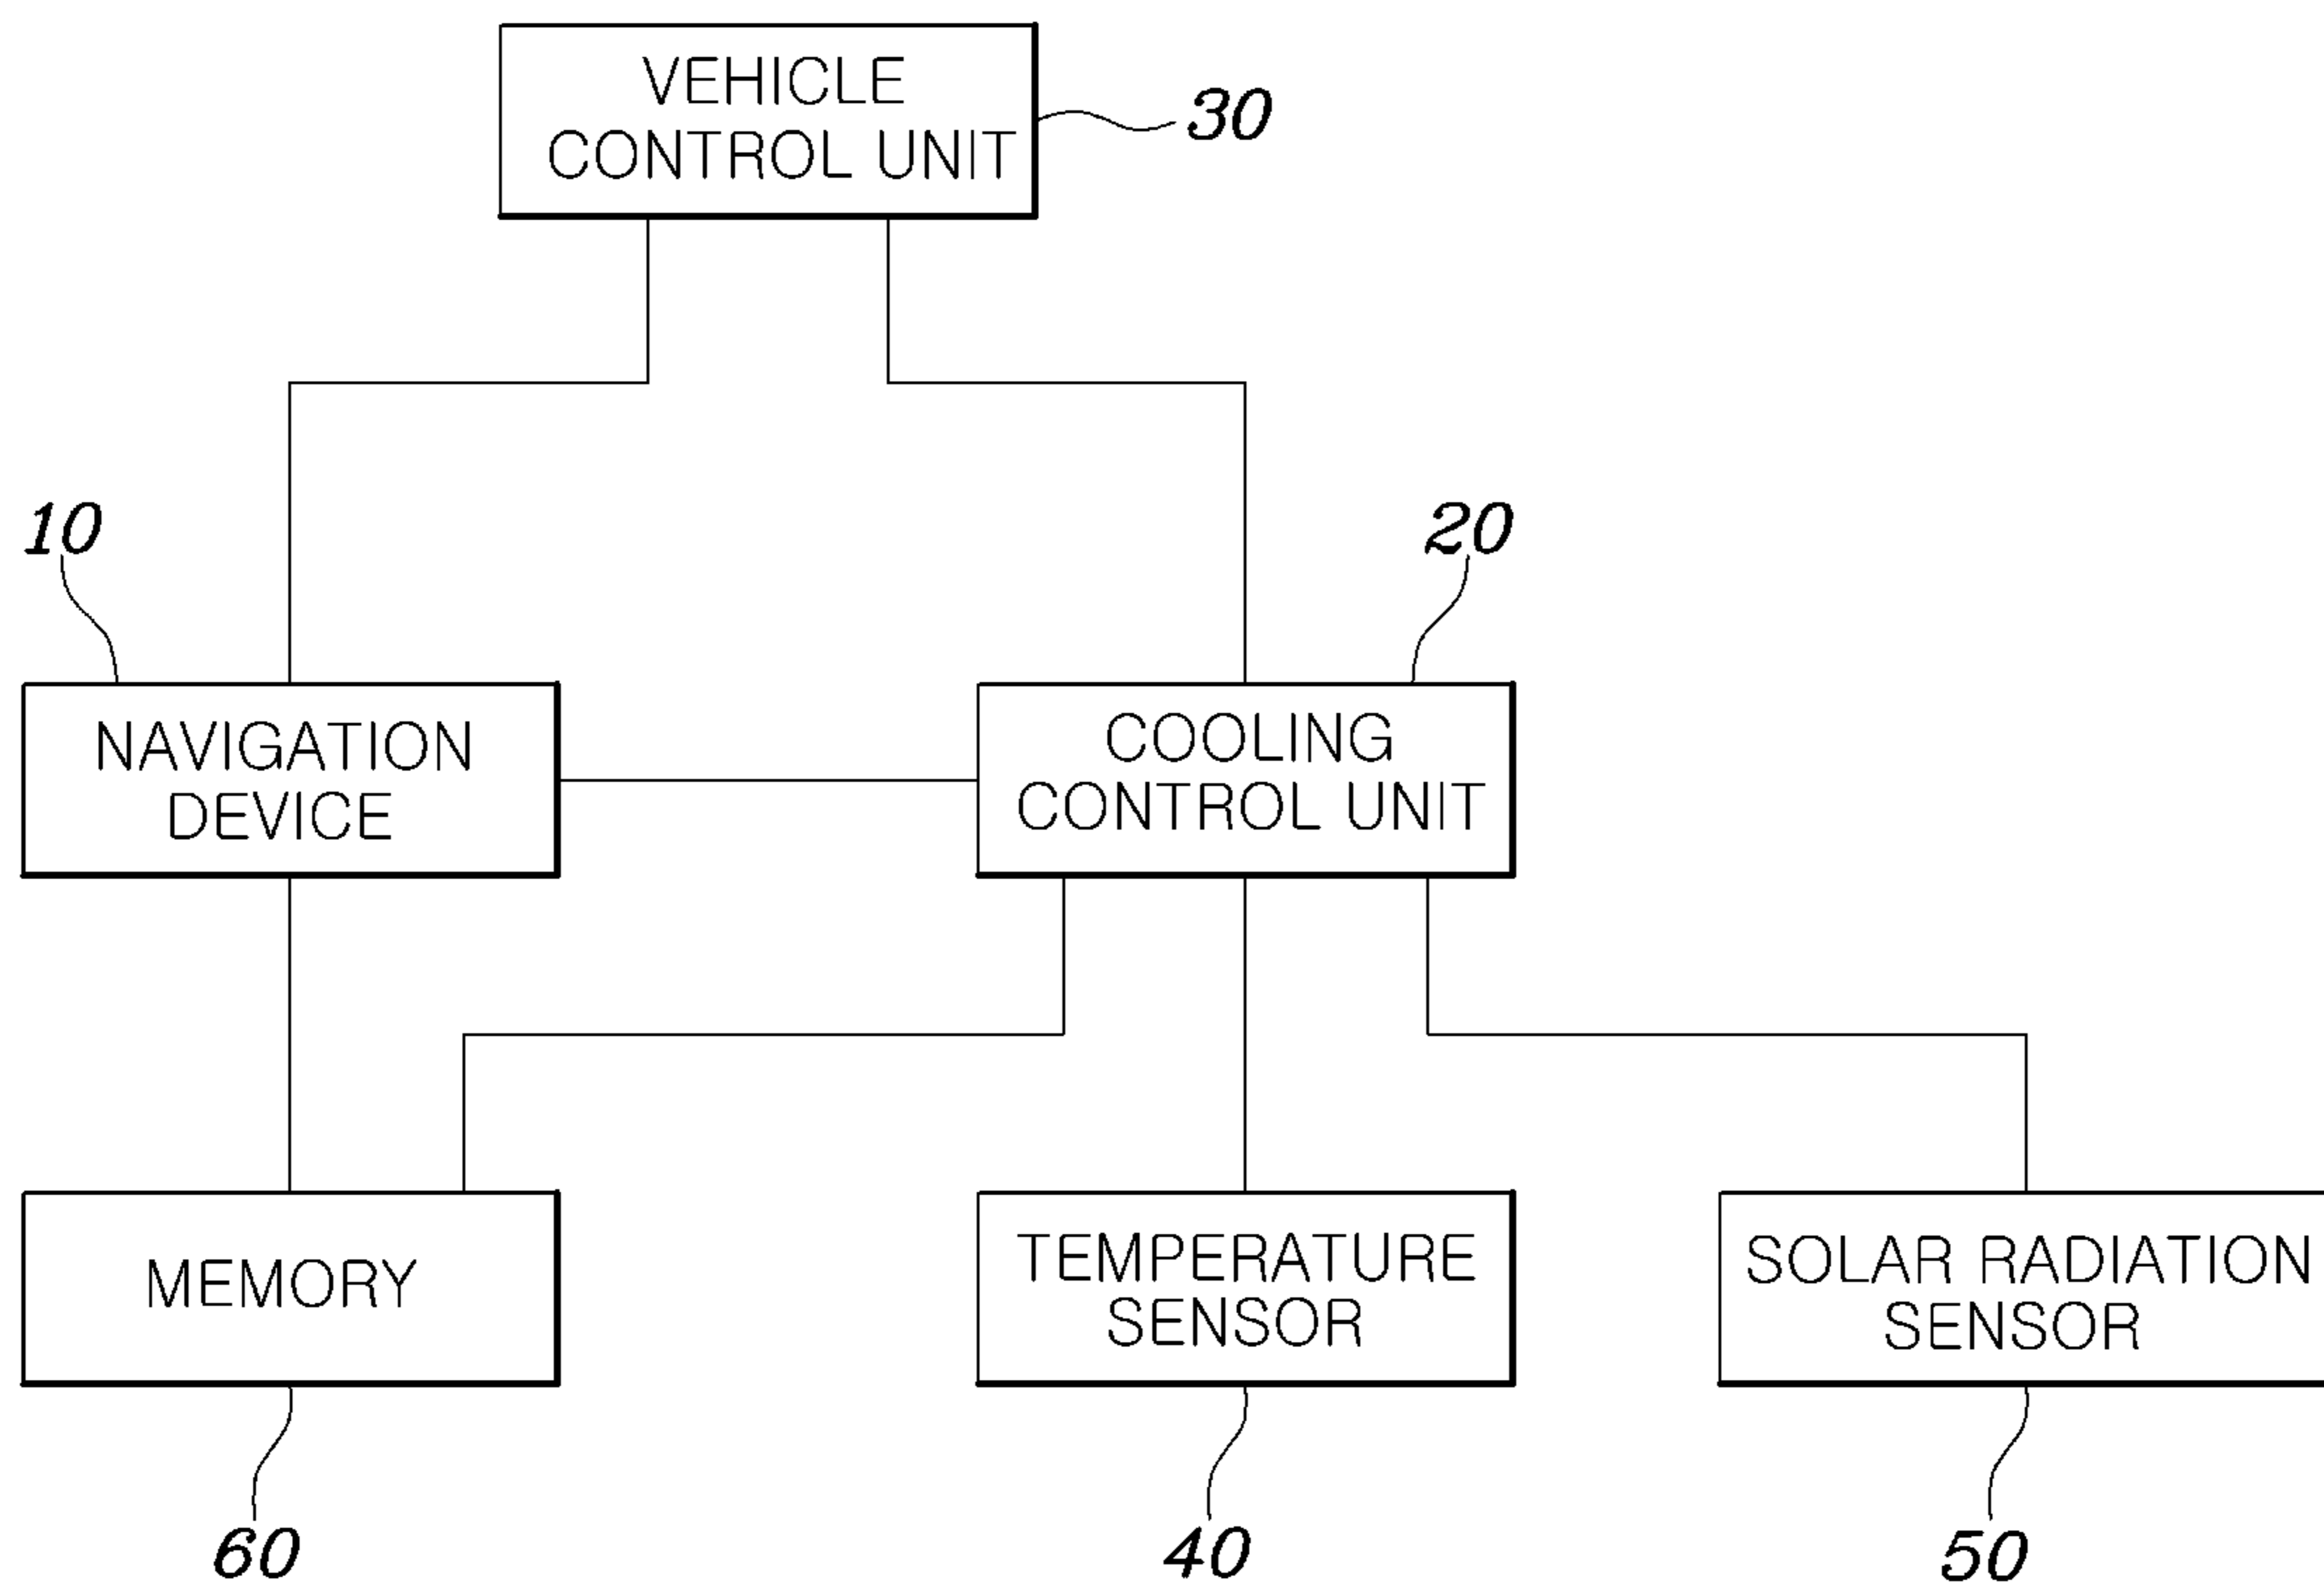 VEHICLE
CONTROL UNIT
30
10
20
NAVIGATION
DEVICE
COOLING
CONTROL UNIT
MEMORY
TEMPERATURE
SENSOR
SOLAR RADIATION
SENSOR
60
40
50